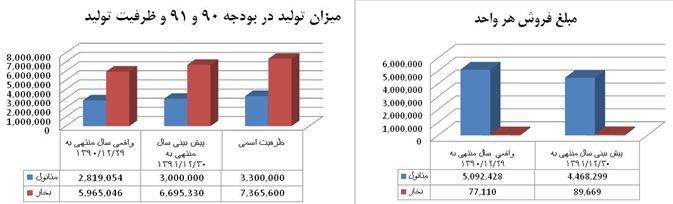 میزان تولید در بودجه ۹۰ و ۹۱ و ظرفیت تولید
8,000,000
7,000,000
6,000,000
5,000,000
4,000,000
3,000,000
2,000,000
1,000,000
0
واقعی سال منتهی به ۱۳۹۰/۱۲/۲۹
پیش بینی سال منتهی به ۱۳۹۱/۱۲/۳۰
ظرفیت اسمی
متانول 2,819,054 3,000,000 3,300,000
بخار 5,965,046 6,695,330 7,365,600
مبلغ فروش هر واحد
6,000,000
5,000,000
4,000,000
3,000,000
2,000,000
1,000,000
0
واقعی سال منتهی به ۱۳۹۰/۱۲/۲۹
پیش بینی سال منتهی به ۱۳۹۱/۱۲/۳۰
متانول 5,092,428 4,468,299
بخار 77,110 89,669